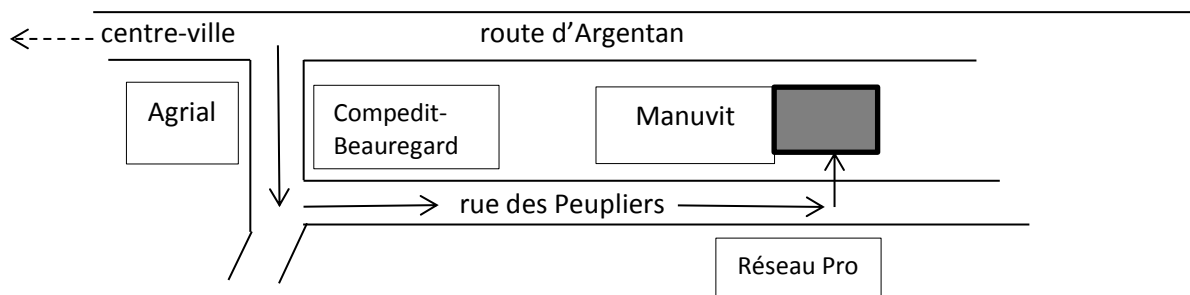 centre-ville
route d’Argentan
Agrial
Compedit-
Beauregard
Manuvit
rue des Peupliers
Réseau Pro